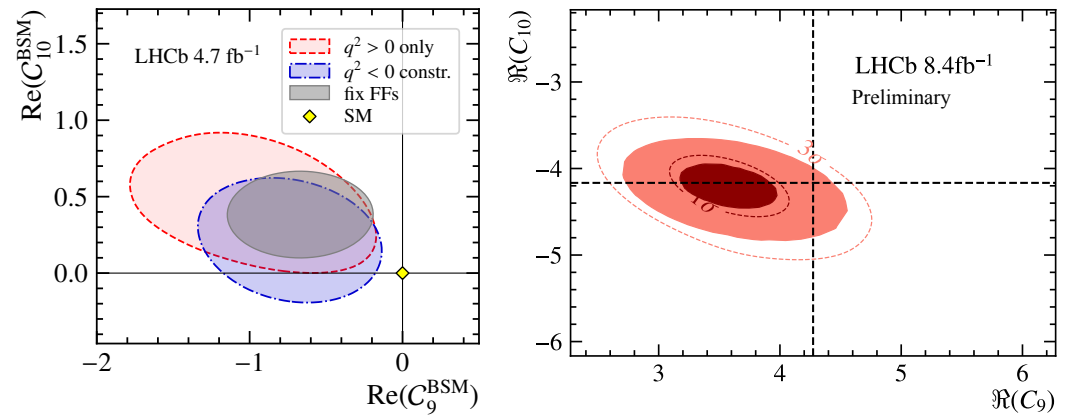 1.5
1.0
0.5
0.0
Re(C₁₀ᴮˢᴹ)
LHCb 4.7 fb⁻¹
q² > 0 only
q² < 0 constr.
fix FFs
SM
−2
−1
0
Re(C₉ᴮˢᴹ)
ℜ(C₁₀)
−3
−4
−5
−6
LHCb 8.4fb⁻¹
Preliminary
3σ
1σ
3
4
5
6
ℜ(C₉)